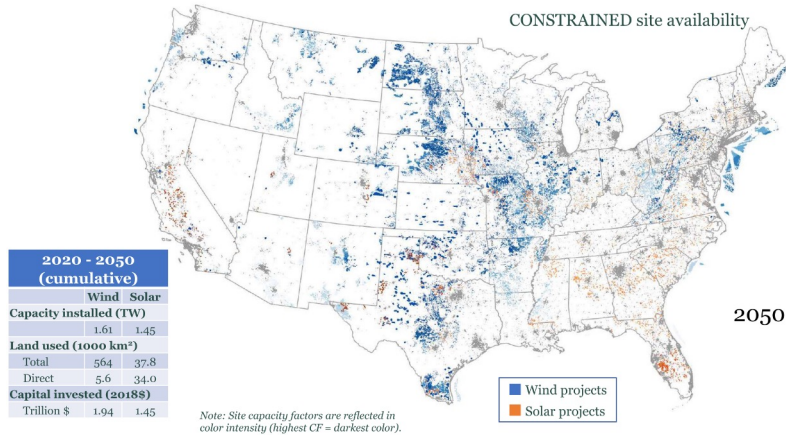 CONSTRAINED site availability
2020 - 2050
(cumulative)
Wind Solar
Capacity installed (TW)
1.61 1.45
Land used (1000 km²)
Total 564 37.8
Direct 5.6 34.0
Capital invested (2018$)
Trillion $ 1.94 1.45
2050
Wind projects
Solar projects
Note: Site capacity factors are reflected in
color intensity (highest CF = darkest color).